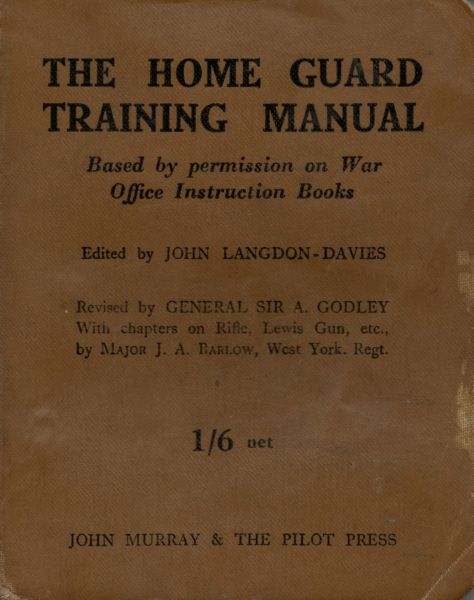 THE HOME GUARD
TRAINING MANUAL
Based by permission on War
Office Instruction Books
Edited by JOHN LANGDON-DAVIES
Revised by GENERAL SIR A. GODLEY
With chapters on Rifle, Lewis Gun, etc.,
by MAJOR J. A. BARLOW, West York. Regt.
1/6 net
JOHN MURRAY & THE PILOT PRESS